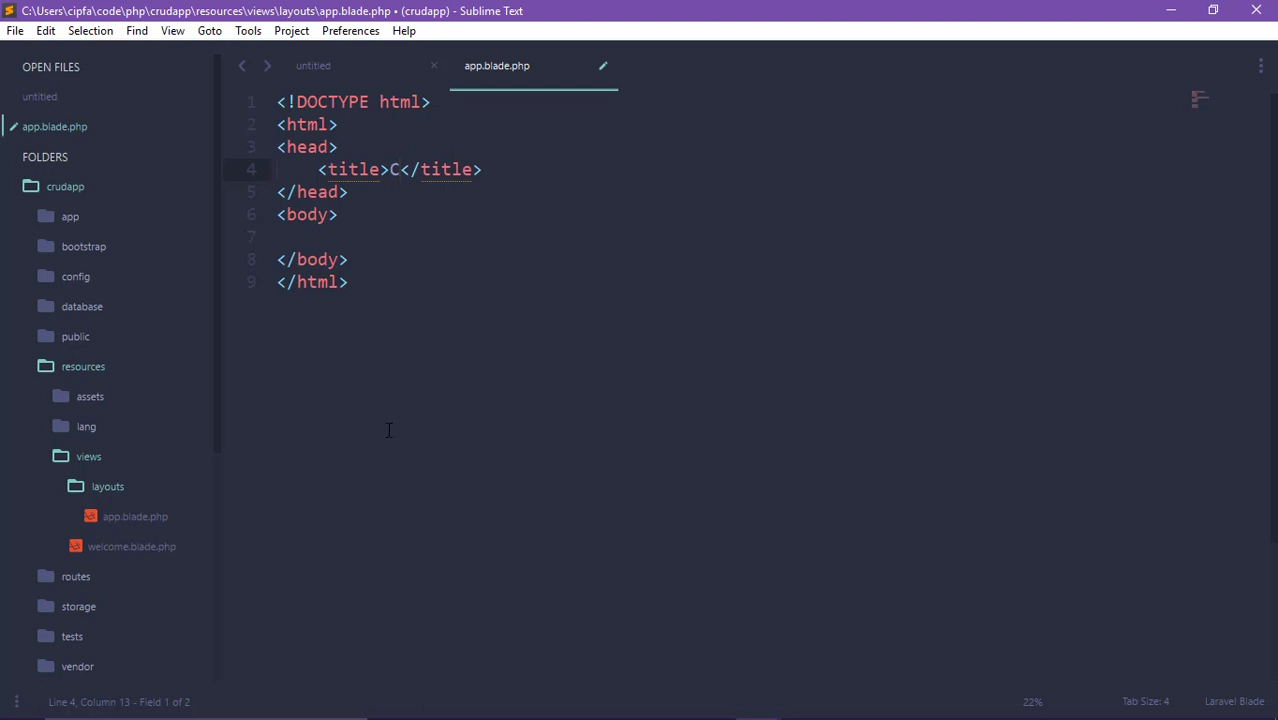 C:\Users\cipfa\code\php\crudapp\resources\views\layouts\app.blade.php • (crudapp) - Sublime Text
File Edit Selection Find View Goto Tools Project Preferences Help
OPEN FILES
untitled
app.blade.php
FOLDERS
crudapp
app
bootstrap
config
database
public
resources
assets
lang
views
layouts
app.blade.php
welcome.blade.php
routes
storage
tests
vendor
untitled × app.blade.php
1 <!DOCTYPE html>
2 <html>
3 <head>
4     <title>C</title>
5 </head>
6 <body>
7
8 </body>
9 </html>
Line 4, Column 13 - Field 1 of 2 22% Tab Size: 4 Laravel Blade